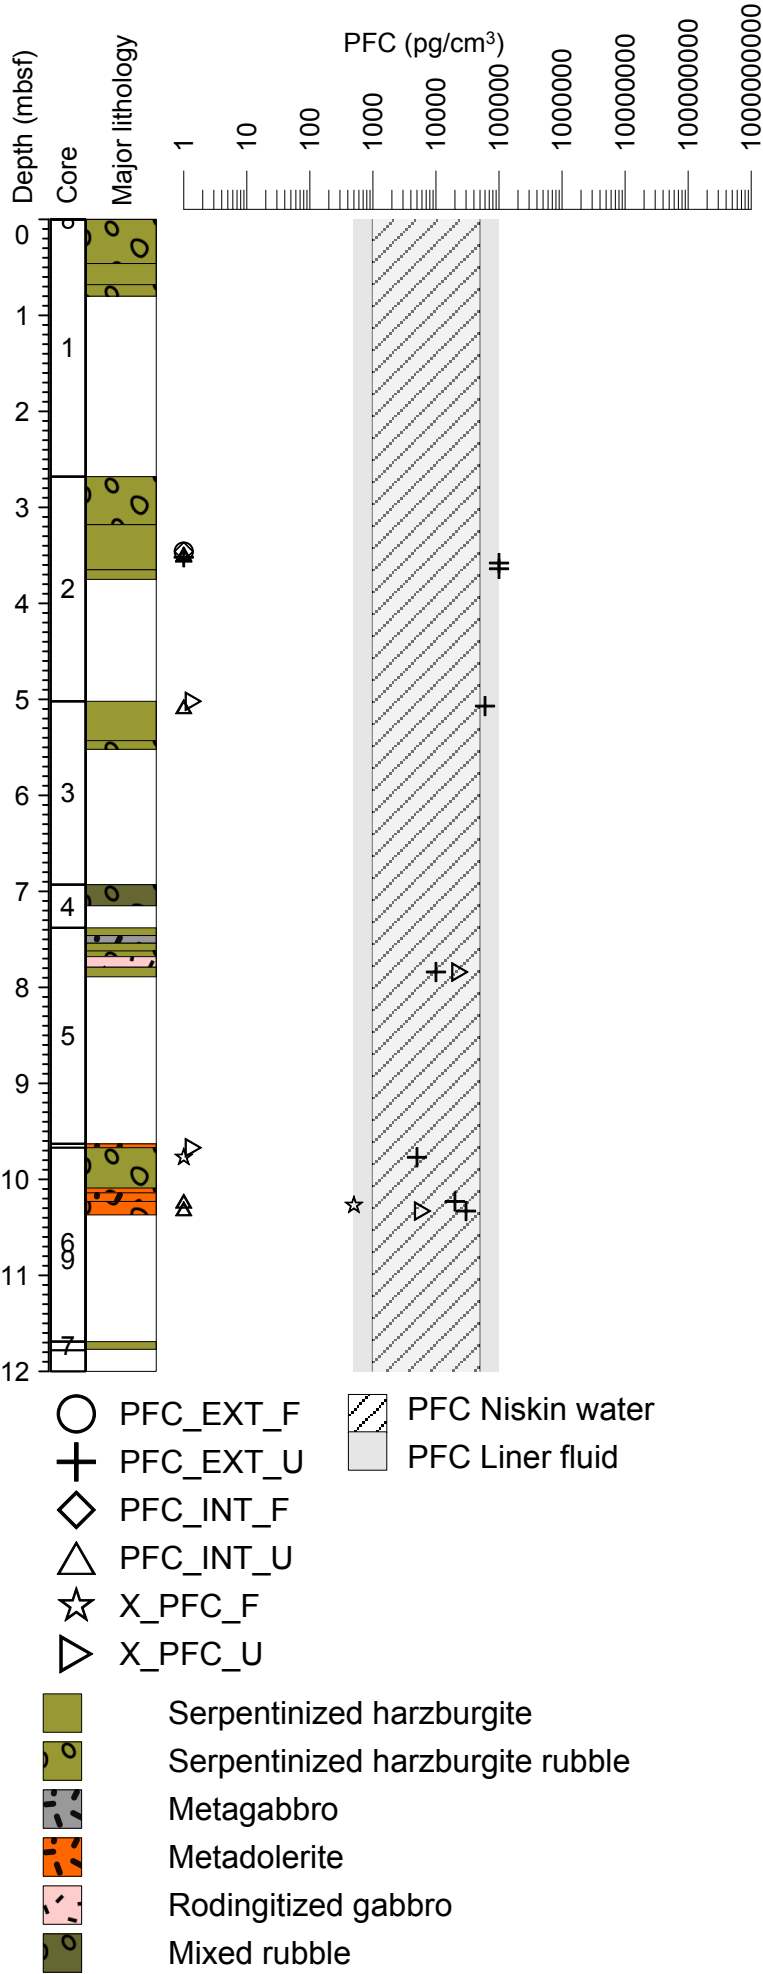 PFC (pg/cm³)
Depth (mbsf)
Core
Major lithology
1
10
100
1000
10000
100000
1000000
10000000
100000000
1000000000
0
1
2
3
4
5
6
7
8
9
10
11
12
8
1
2
3
4
5
6
9
7
PFC_EXT_F
PFC_EXT_U
PFC_INT_F
PFC_INT_U
X_PFC_F
X_PFC_U
PFC Niskin water
PFC Liner fluid
Serpentinized harzburgite
Serpentinized harzburgite rubble
Metagabbro
Metadolerite
Rodingitized gabbro
Mixed rubble